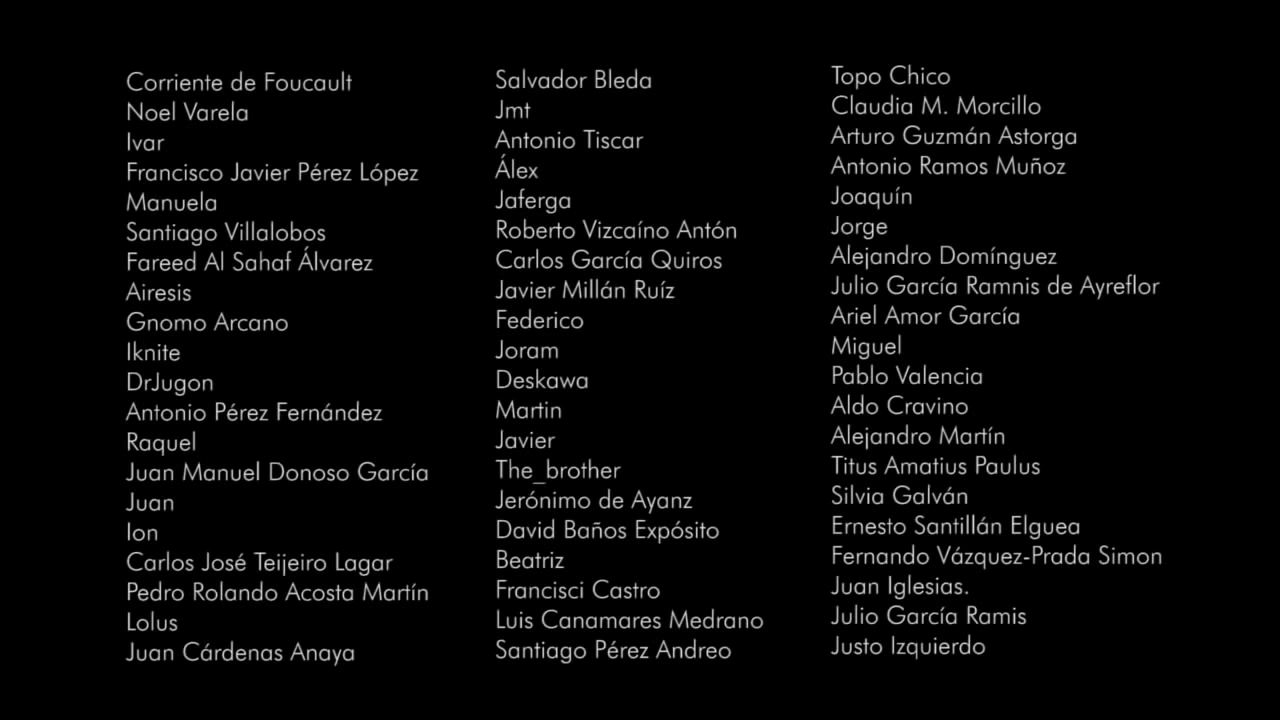 Corriente de Foucault
Noel Varela
Ivar
Francisco Javier Pérez López
Manuela
Santiago Villalobos
Fareed Al Sahaf Álvarez
Airesis
Gnomo Arcano
Iknite
DrJugon
Antonio Pérez Fernández
Raquel
Juan Manuel Donoso García
Juan
Ion
Carlos José Teijeiro Lagar
Pedro Rolando Acosta Martín
Lolus
Juan Cárdenas Anaya
Salvador Bleda
Jmt
Antonio Tiscar
Álex
Jaferga
Roberto Vizcaíno Antón
Carlos García Quiros
Javier Millán Ruíz
Federico
Joram
Deskawa
Martin
Javier
The_brother
Jerónimo de Ayanz
David Baños Expósito
Beatriz
Francisci Castro
Luis Canamares Medrano
Santiago Pérez Andreo
Topo Chico
Claudia M. Morcillo
Arturo Guzmán Astorga
Antonio Ramos Muñoz
Joaquín
Jorge
Alejandro Domínguez
Julio García Ramnis de Ayreflor
Ariel Amor García
Miguel
Pablo Valencia
Aldo Cravino
Alejandro Martín
Titus Amatius Paulus
Silvia Galván
Ernesto Santillán Elguea
Fernando Vázquez-Prada Simon
Juan Iglesias.
Julio García Ramis
Justo Izquierdo